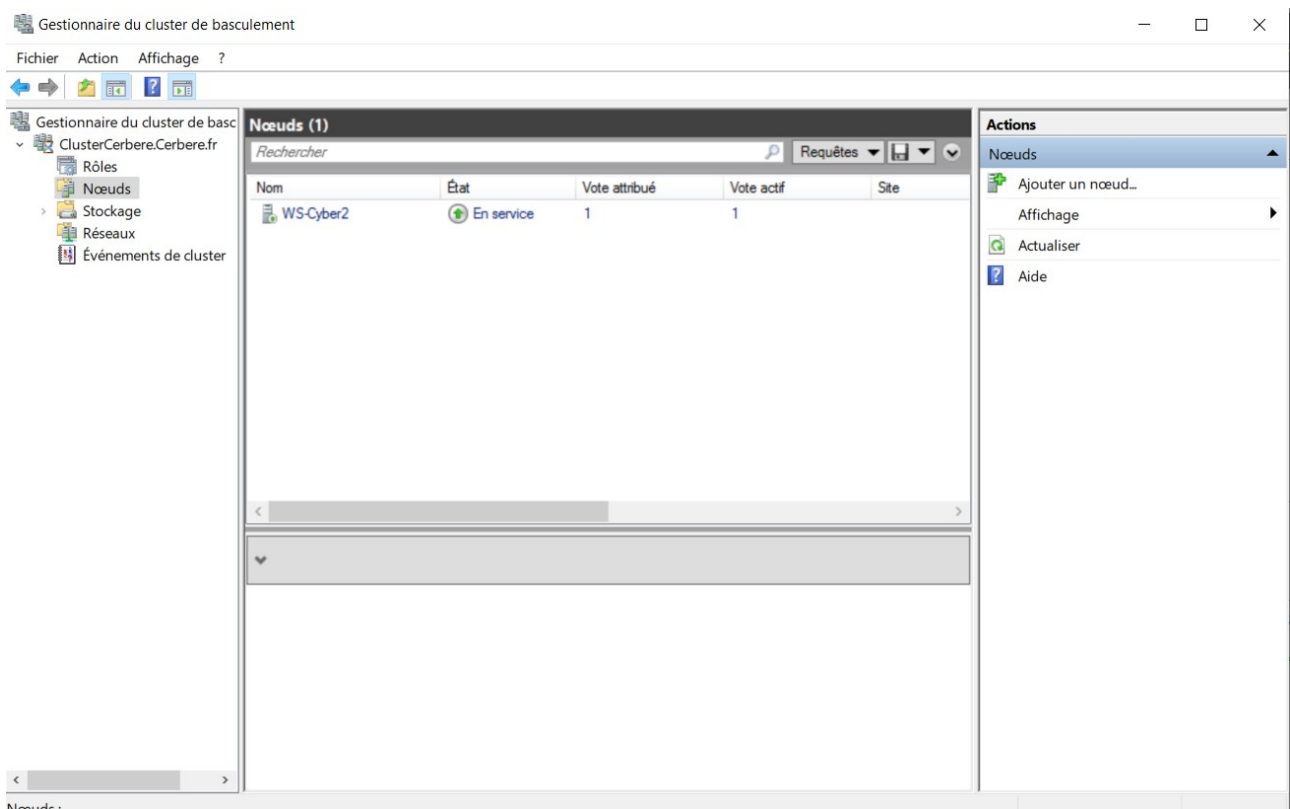 Gestionnaire du cluster de basculement
Fichier Action Affichage ?
Gestionnaire du cluster de basc
ClusterCerbere.Cerbere.fr
Rôles
Nœuds
Stockage
Réseaux
Événements de cluster
Nœuds (1)
Rechercher
Requêtes
Nom État Vote attribué Vote actif Site
WS-Cyber2 En service 1 1
Actions
Nœuds
Ajouter un nœud...
Affichage
Actualiser
Aide
Nœuds :